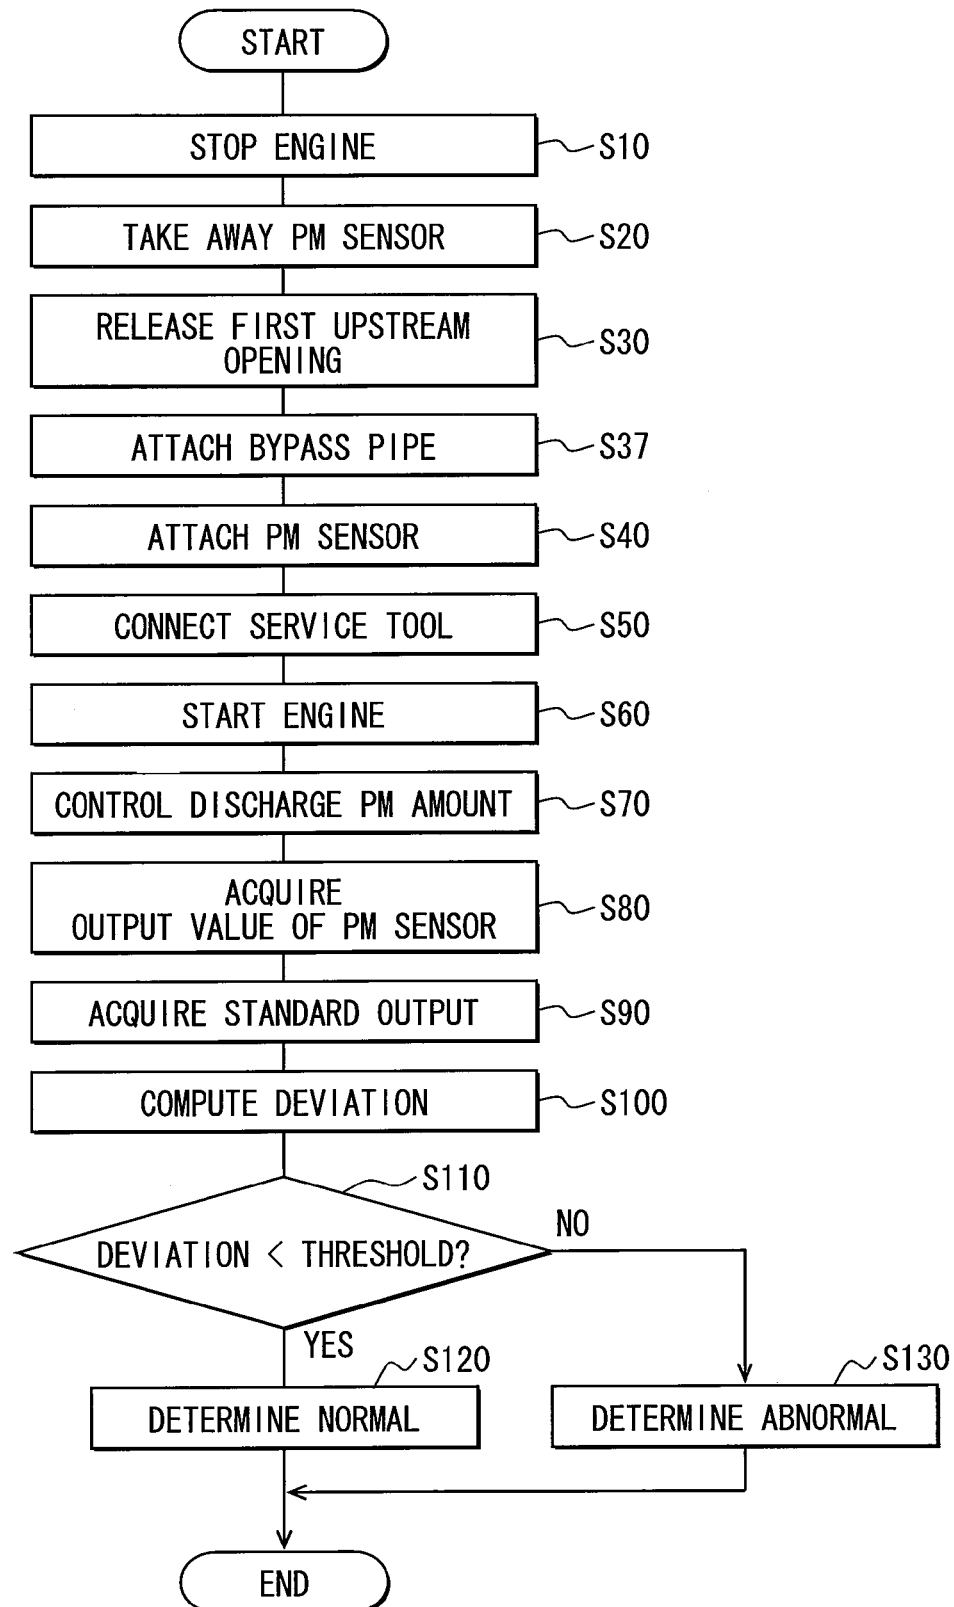 START
STOP ENGINE
S10
TAKE AWAY PM SENSOR
S20
RELEASE FIRST UPSTREAM
OPENING
S30
ATTACH BYPASS PIPE
S37
ATTACH PM SENSOR
S40
CONNECT SERVICE TOOL
S50
START ENGINE
S60
CONTROL DISCHARGE PM AMOUNT
S70
ACQUIRE
OUTPUT VALUE OF PM SENSOR
S80
ACQUIRE STANDARD OUTPUT
S90
COMPUTE DEVIATION
S100
S110
DEVIATION < THRESHOLD?
NO
YES
S120
DETERMINE NORMAL
S130
DETERMINE ABNORMAL
END